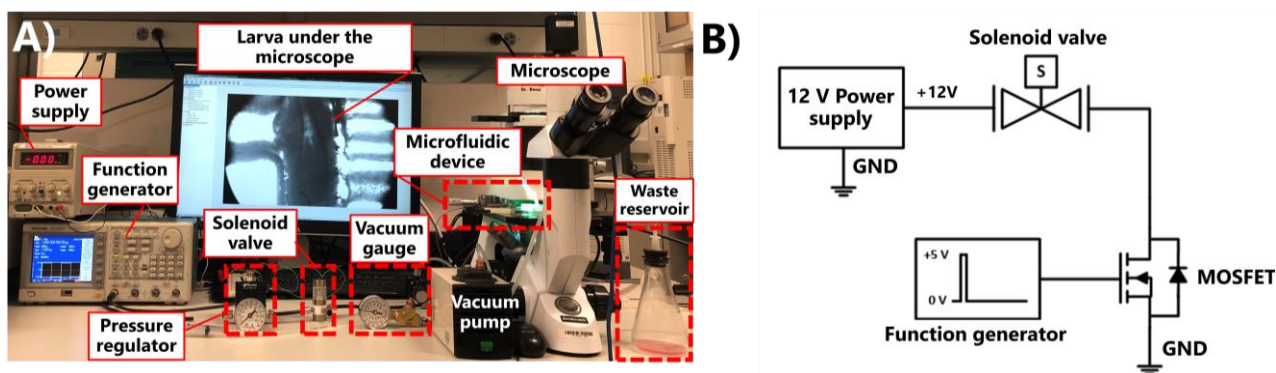 A)
Larva under the
microscope
Power
supply
Microscope
Microfluidic
device
Function
generator
Waste
reservoir
Solenoid
valve
Vacuum
gauge
Vacuum
pump
Pressure
regulator
B)
Solenoid valve
S
12 V Power
supply
+12V
GND
+5 V
0 V
MOSFET
Function generator
GND